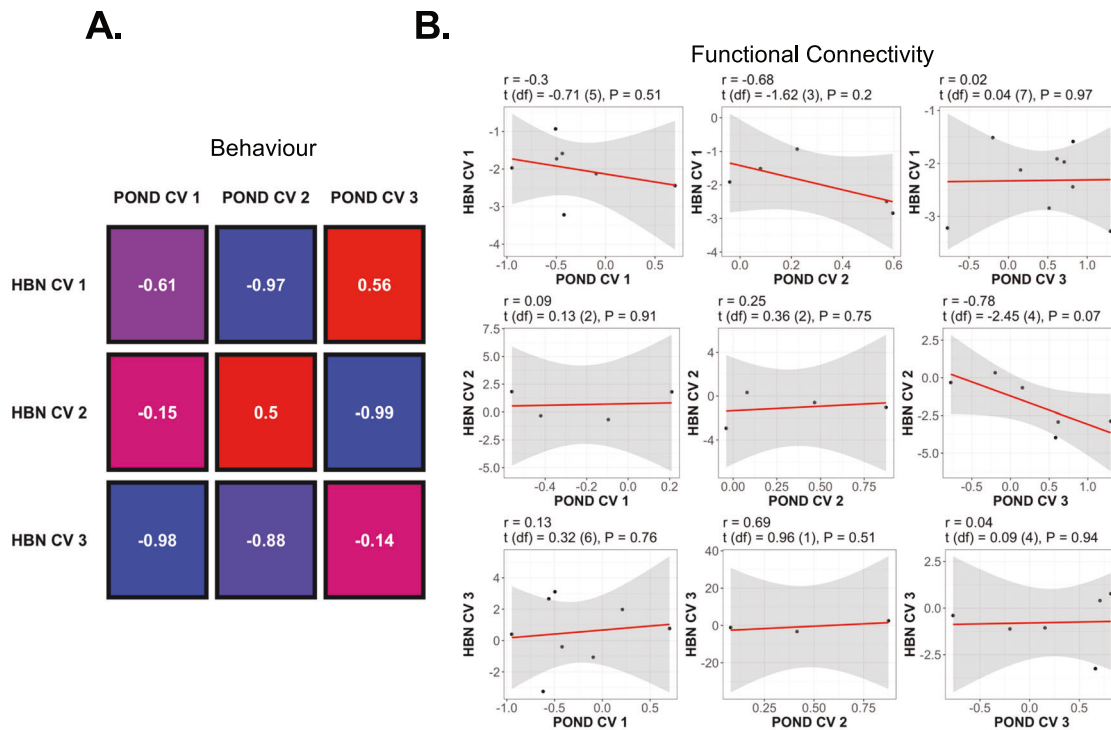 A.
Behaviour
POND CV 1 POND CV 2 POND CV 3
HBN CV 1 -0.61 -0.97 0.56
HBN CV 2 -0.15 0.5 -0.99
HBN CV 3 -0.98 -0.88 -0.14
B.
Functional Connectivity
r = -0.3
t (df) = -0.71 (5), P = 0.51
HBN CV 1
-1
-2
-3
-4
-1.0 -0.5 0.0 0.5
POND CV 1
r = -0.68
t (df) = -1.62 (3), P = 0.2
HBN CV 1
0
-1
-2
-3
-4
0.0 0.2 0.4 0.6
POND CV 2
r = 0.02
t (df) = 0.04 (7), P = 0.97
HBN CV 1
-1
-2
-3
-0.5 0.0 0.5 1.0
POND CV 3
r = 0.09
t (df) = 0.13 (2), P = 0.91
HBN CV 2
7.5
5.0
2.5
0.0
-2.5
-5.0
-0.4 -0.2 0.0 0.2
POND CV 1
r = 0.25
t (df) = 0.36 (2), P = 0.75
HBN CV 2
4
0
-4
0.00 0.25 0.50 0.75
POND CV 2
r = -0.78
t (df) = -2.45 (4), P = 0.07
HBN CV 2
2.5
0.0
-2.5
-5.0
-0.5 0.0 0.5 1.0
POND CV 3
r = 0.13
t (df) = 0.32 (6), P = 0.76
HBN CV 3
4
2
0
-2
-1.0 -0.5 0.0 0.5
POND CV 1
r = 0.69
t (df) = 0.96 (1), P = 0.51
HBN CV 3
40
20
0
-20
0.25 0.50 0.75
POND CV 2
r = 0.04
t (df) = 0.09 (4), P = 0.94
HBN CV 3
2.5
0.0
-2.5
-0.5 0.0 0.5
POND CV 3